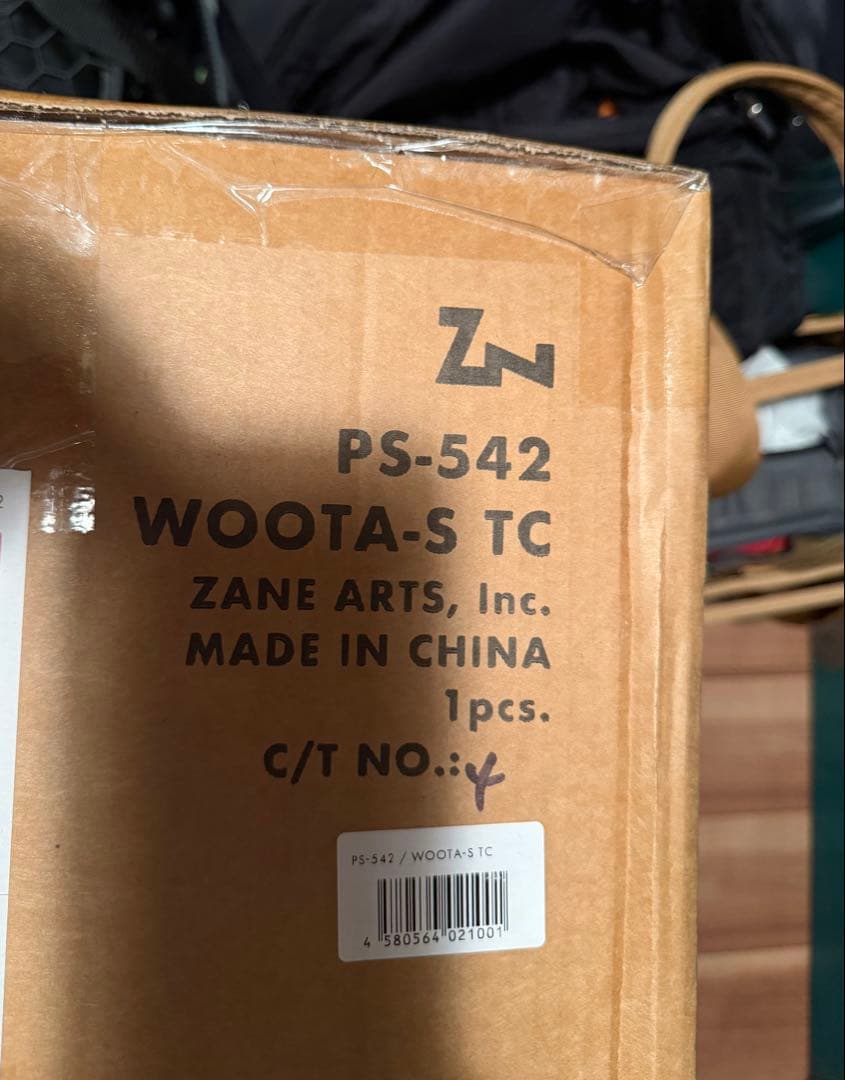 ZN
PS-542
WOOTA-S TC
ZANE ARTS, Inc.
MADE IN CHINA
1pcs.
C/T NO.:4
PS-542 / WOOTA-S TC
4 580564 021001
2